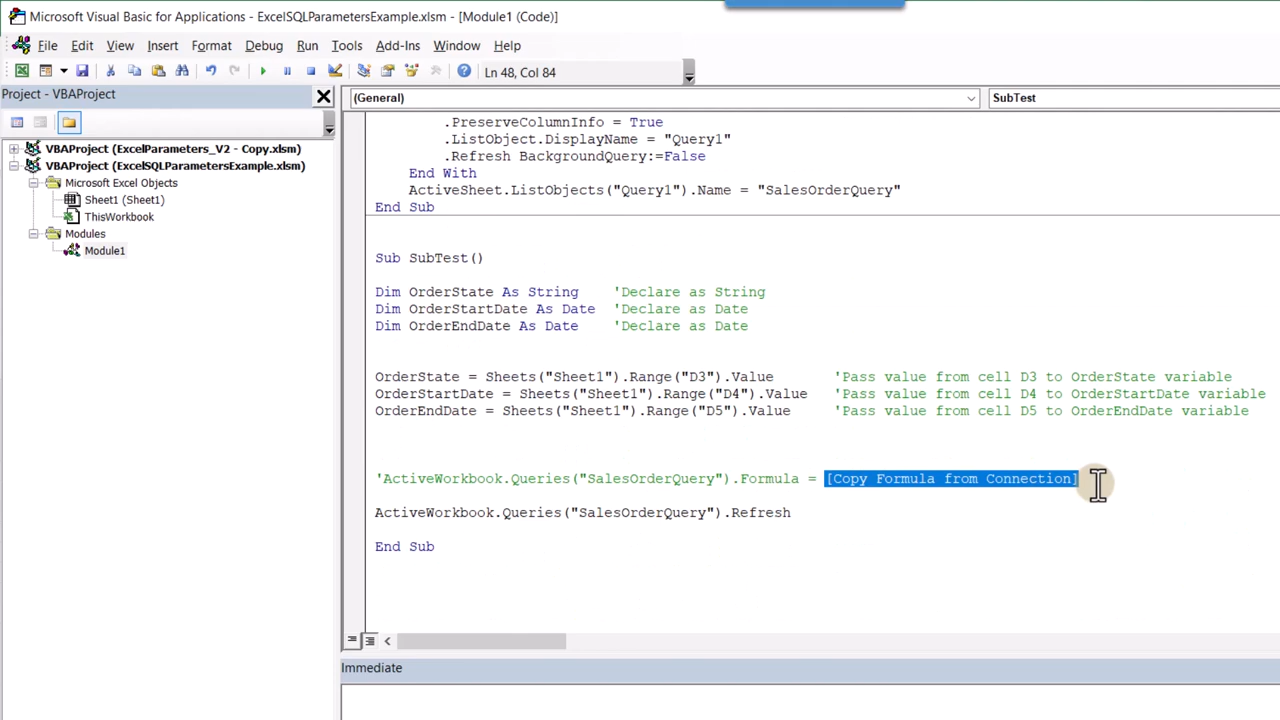 Microsoft Visual Basic for Applications - ExcelSQLParametersExample.xlsm - [Module1 (Code)]
File Edit View Insert Format Debug Run Tools Add-Ins Window Help
Ln 48, Col 84
Project - VBAProject
(General) SubTest
VBAProject (ExcelParameters_V2 - Copy.xlsm)
VBAProject (ExcelSQLParametersExample.xlsm)
Microsoft Excel Objects
Sheet1 (Sheet1)
ThisWorkbook
Modules
Module1
.PreserveColumnInfo = True
.ListObject.DisplayName = "Query1"
.Refresh BackgroundQuery:=False
End With
ActiveSheet.ListObjects("Query1").Name = "SalesOrderQuery"
End Sub
Sub SubTest()
Dim OrderState As String 'Declare as String
Dim OrderStartDate As Date 'Declare as Date
Dim OrderEndDate As Date 'Declare as Date
OrderState = Sheets("Sheet1").Range("D3").Value 'Pass value from cell D3 to OrderState variable
OrderStartDate = Sheets("Sheet1").Range("D4").Value 'Pass value from cell D4 to OrderStartDate variable
OrderEndDate = Sheets("Sheet1").Range("D5").Value 'Pass value from cell D5 to OrderEndDate variable
'ActiveWorkbook.Queries("SalesOrderQuery").Formula = [Copy Formula from Connection]
ActiveWorkbook.Queries("SalesOrderQuery").Refresh
End Sub
Immediate